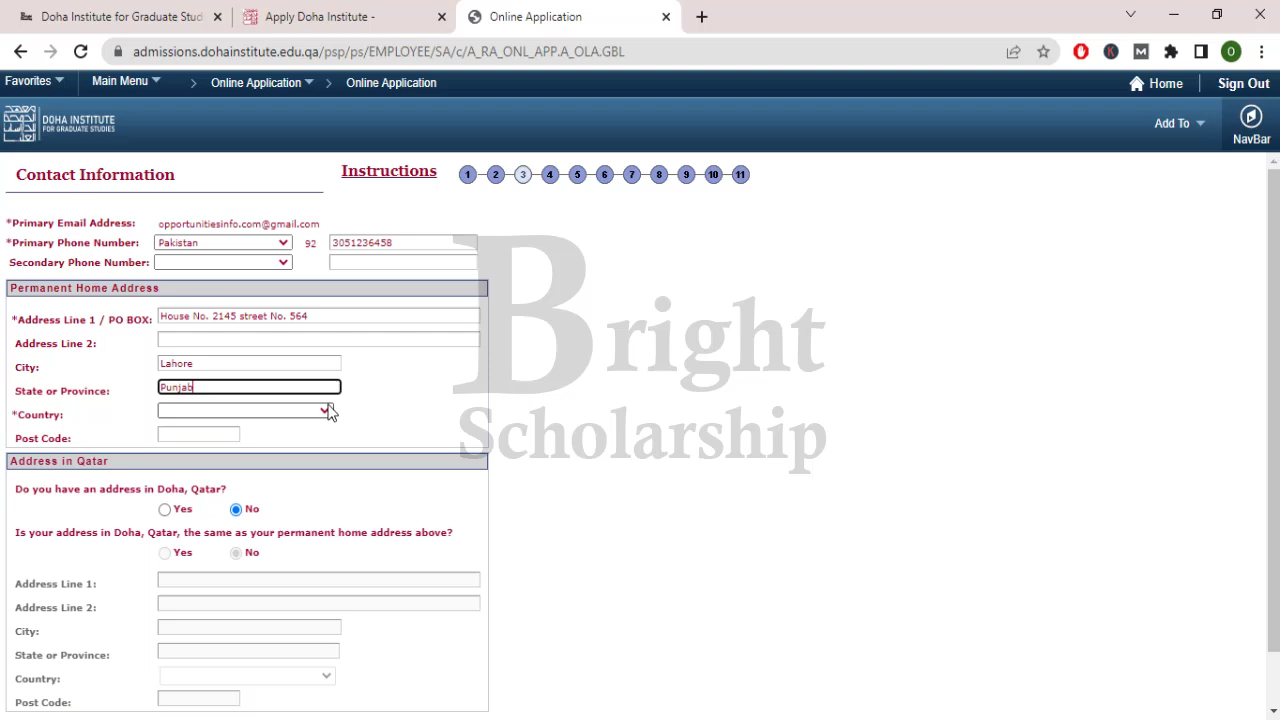 Doha Institute for Graduate Stud
Apply Doha Institute -
Online Application
admissions.dohainstitute.edu.qa/psp/ps/EMPLOYEE/SA/c/A_RA_ONL_APP.A_OLA.GBL
K
M
O
Favorites
Main Menu
Online Application
Online Application
Home
Sign Out
DOHA INSTITUTE
FOR GRADUATE STUDIES
Add To
NavBar
Contact Information
Instructions
1 2 3 4 5 6 7 8 9 10 11
*Primary Email Address: opportunitiesinfo.com@gmail.com
*Primary Phone Number: Pakistan 92 3051236458
Secondary Phone Number:
Permanent Home Address
*Address Line 1 / PO BOX: House No. 2145 street No. 564
Address Line 2:
City: Lahore
State or Province: Punjab
*Country:
Post Code:
Bright
Scholarship
Address in Qatar
Do you have an address in Doha, Qatar?
Yes No
Is your address in Doha, Qatar, the same as your permanent home address above?
Yes No
Address Line 1:
Address Line 2:
City:
State or Province:
Country:
Post Code: